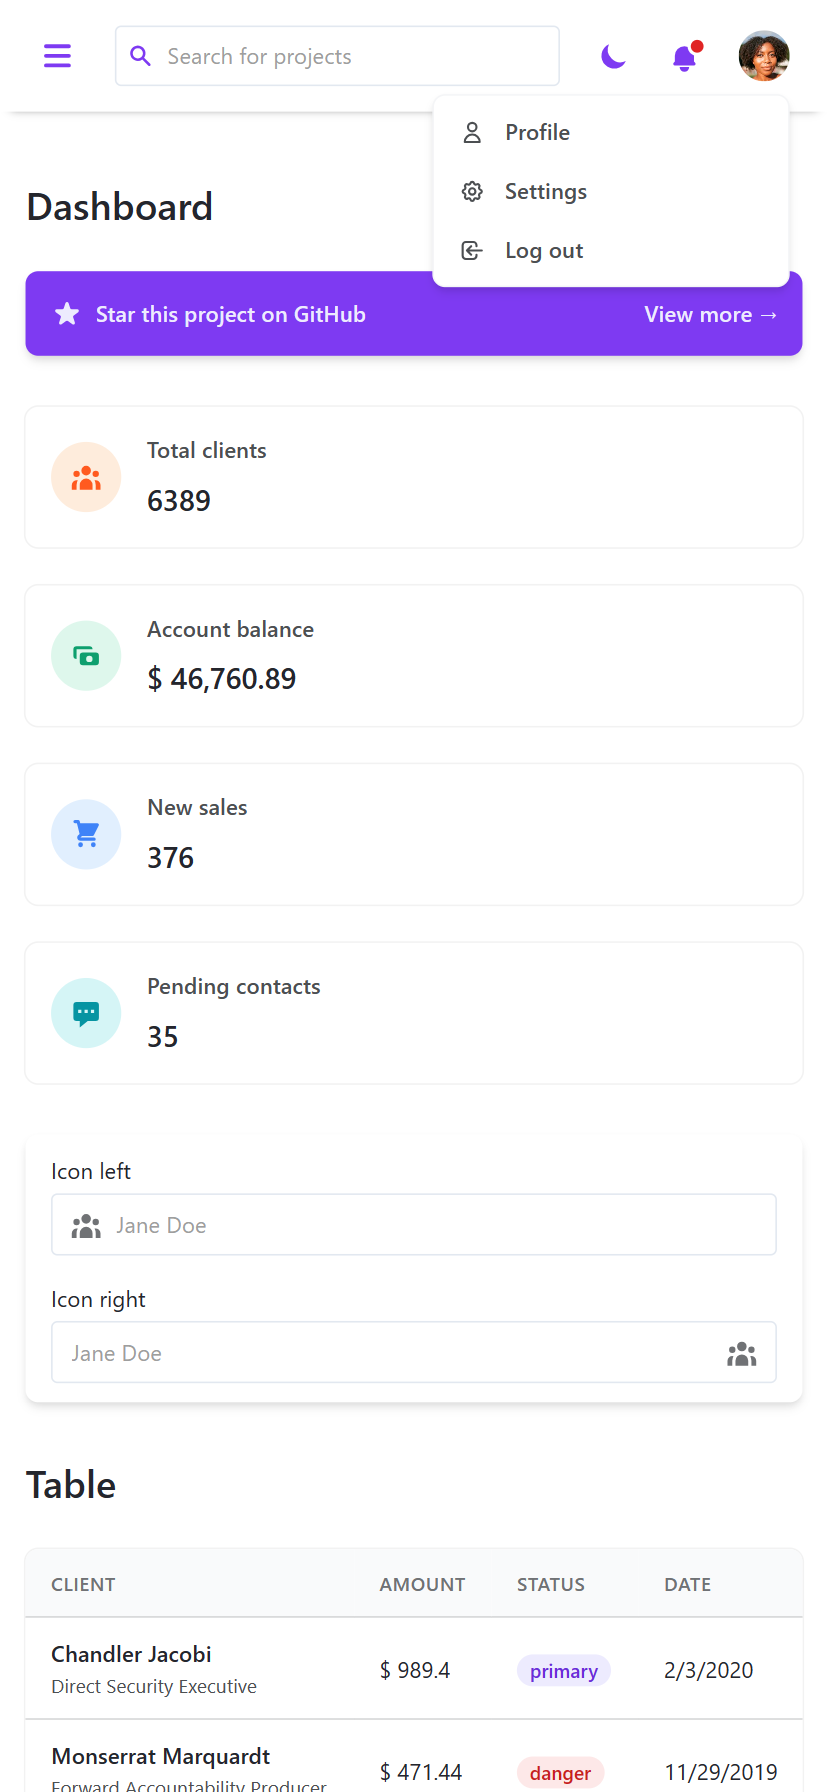 Search for projects
Profile
Settings
Log out
Dashboard
Star this project on GitHub
View more →
Total clients
6389
Account balance
$ 46,760.89
New sales
376
Pending contacts
35
Icon left
Jane Doe
Icon right
Jane Doe
Table
CLIENT AMOUNT STATUS DATE
Chandler Jacobi
Direct Security Executive
$ 989.4 primary 2/3/2020
Monserrat Marquardt
Forward Accountability Producer
$ 471.44 danger 11/29/2019